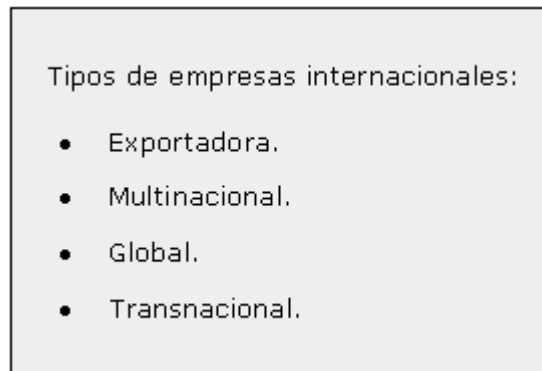 Tipos de empresas internacionales:
• Exportadora.
• Multinacional.
• Global.
• Transnacional.